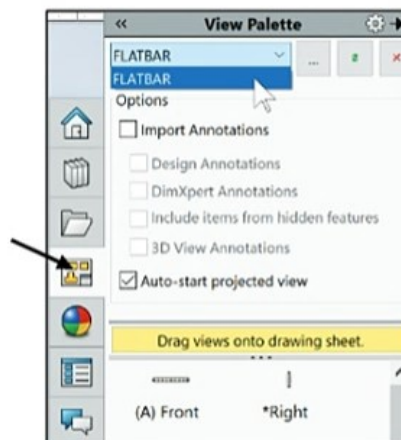 View Palette
FLATBAR
FLATBAR
Options
Import Annotations
Design Annotations
DimXpert Annotations
Include items from hidden features
3D View Annotations
Auto-start projected view
Drag views onto drawing sheet.
(A) Front *Right